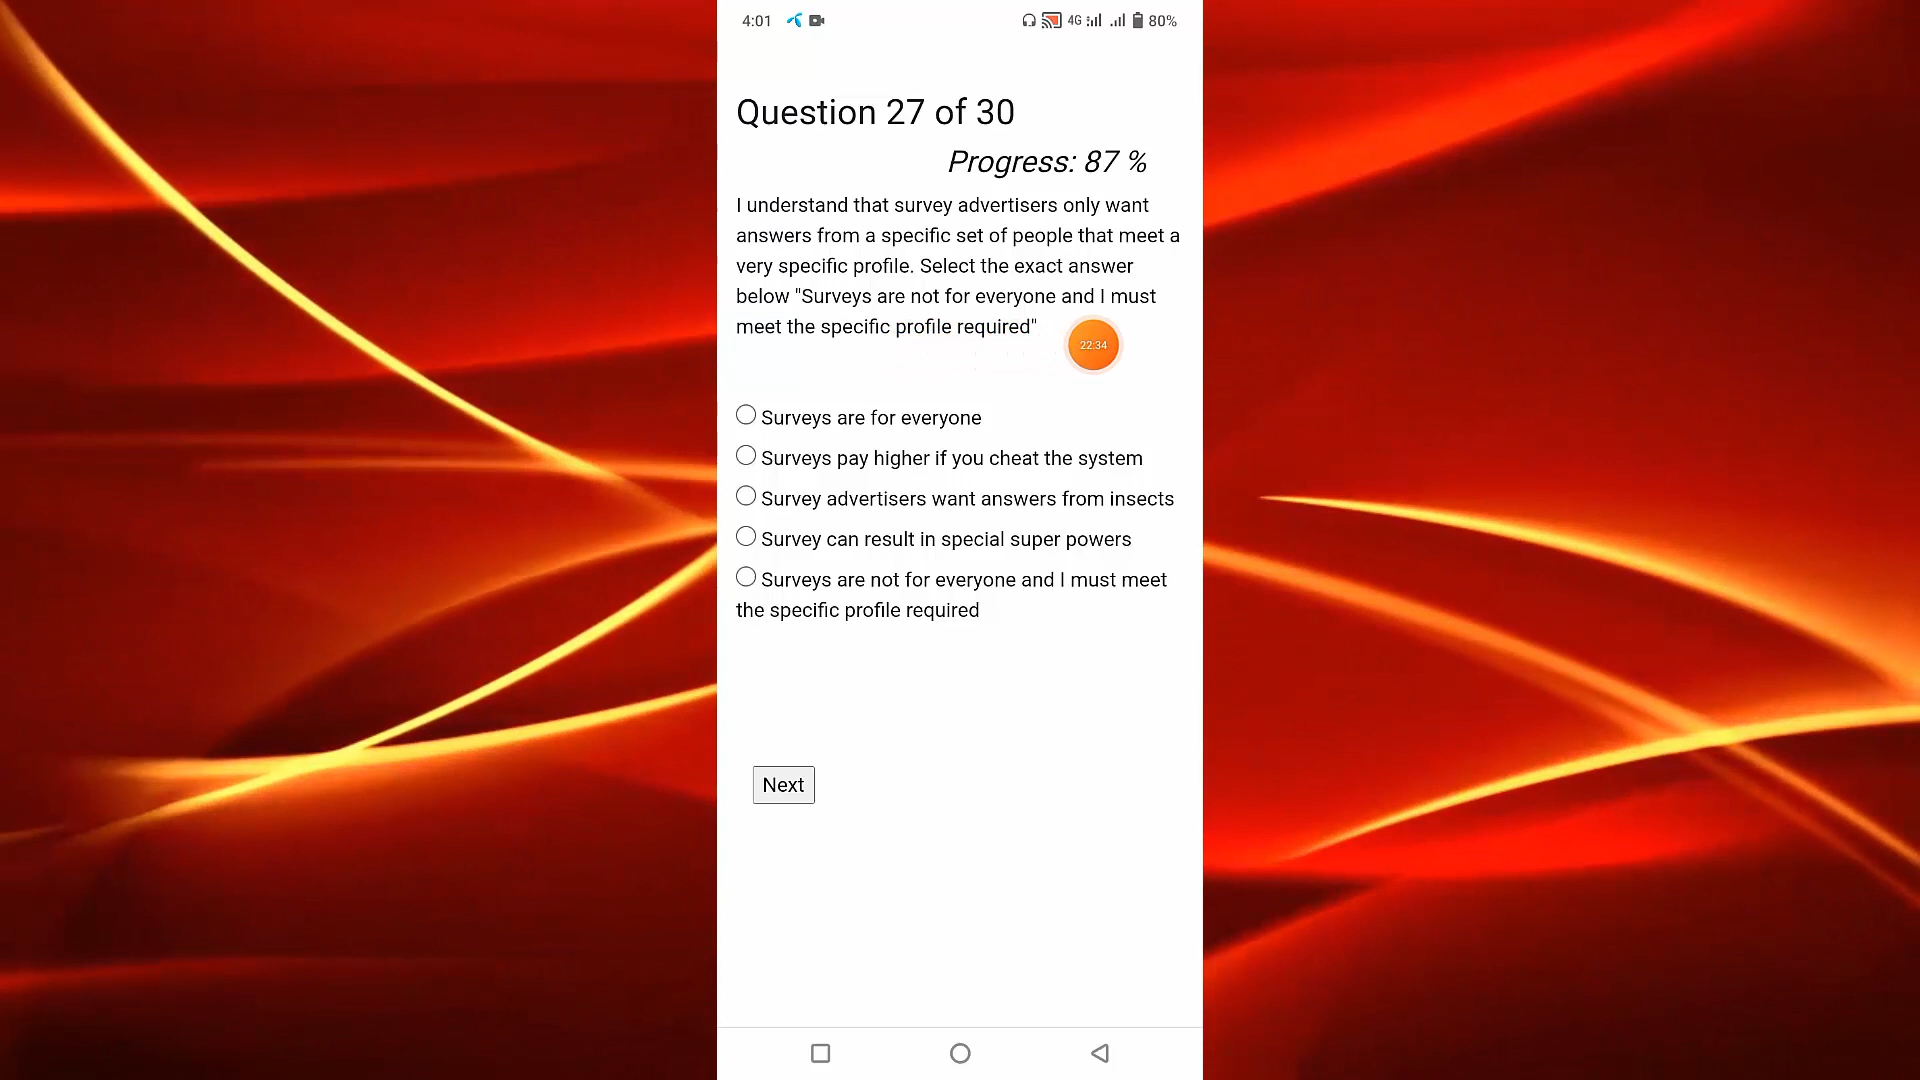 4:01 4G 80%
Question 27 of 30
Progress: 87 %
I understand that survey advertisers only want
answers from a specific set of people that meet a
very specific profile. Select the exact answer
below "Surveys are not for everyone and I must
meet the specific profile required"
22:34
Surveys are for everyone
Surveys pay higher if you cheat the system
Survey advertisers want answers from insects
Survey can result in special super powers
Surveys are not for everyone and I must meet
the specific profile required
Next